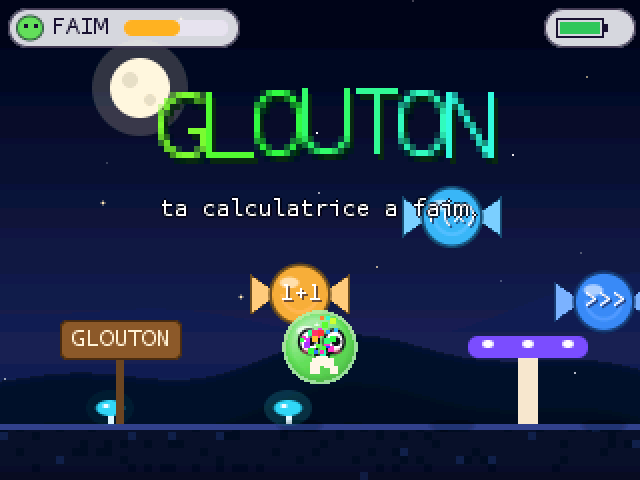 FAIM
GLOUTON
ta calculatrice a faim.
1+1
>>>
GLOUTON